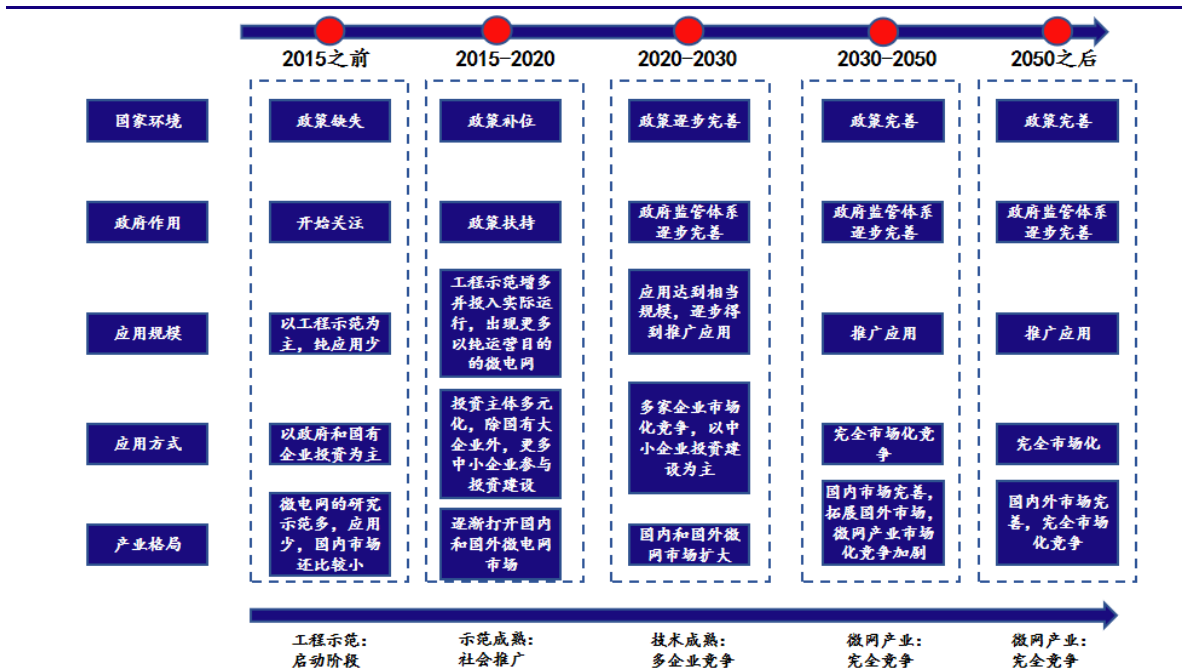 2015之前
2015-2020
2020-2030
2030-2050
2050之后
国家环境
政策缺失
政策补位
政策逐步完善
政策完善
政策完善
政府作用
开始关注
政策扶持
政府监管体系
逐步完善
政府监管体系
逐步完善
政府监管体系
逐步完善
应用规模
以工程示范为
主，纯应用少
工程示范增多
并投入实际运
行，出现更多
以纯运营目的
的微电网
应用达到相当
规模，逐步得
到推广应用
推广应用
推广应用
应用方式
以政府和国有
企业投资为主
投资主体多元
化，除国有大
企业外，更多
中小企业参与
投资建设
多家企业市场
化竞争，以中
小企业投资建
设为主
完全市场化竞
争
完全市场化
产业格局
微电网的研究
示范多，应用
少，国内市场
还比较小
逐渐打开国内
和国外微电网
市场
国内和国外微
网市场扩大
国内市场完善，
拓展国外市场，
微网产业市场
化竞争加剧
国内外市场完
善，完全市场
化竞争
工程示范：
启动阶段
示范成熟：
社会推广
技术成熟：
多企业竞争
微网产业：
完全竞争
微网产业：
完全竞争